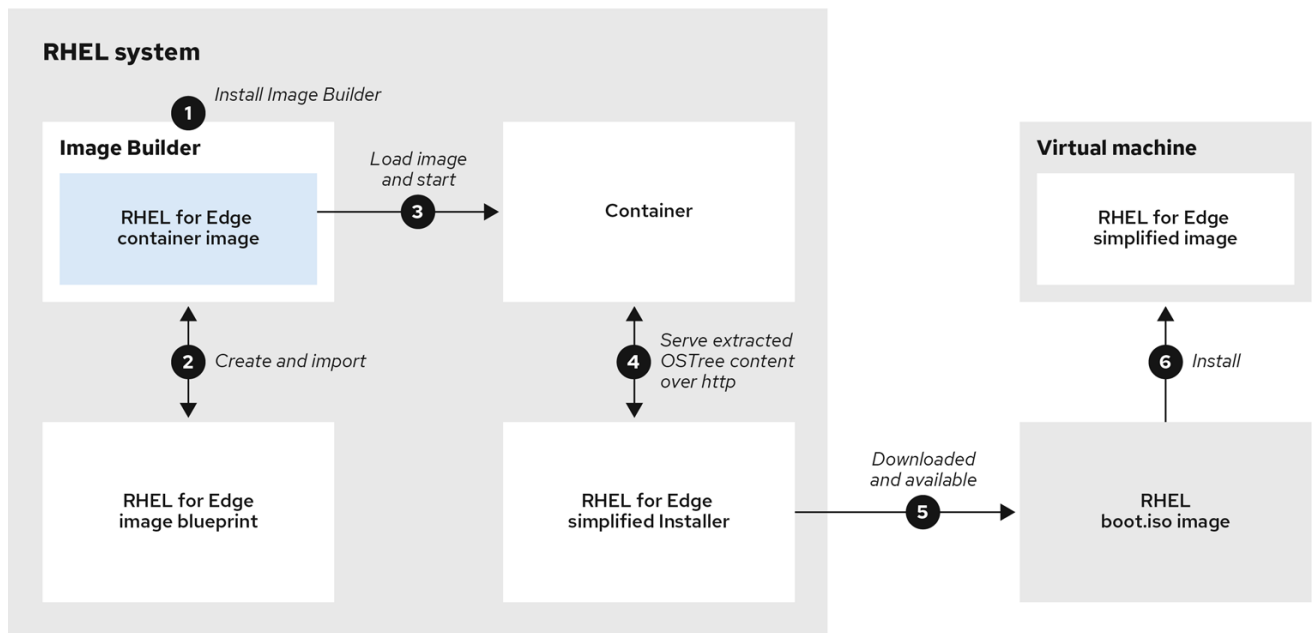 RHEL system
1
Install Image Builder
Image Builder
RHEL for Edge
container image
Load image
and start
3
Container
Virtual machine
RHEL for Edge
simplified image
2
Create and import
4
Serve extracted
OSTree content
over http
6
Install
RHEL for Edge
image blueprint
RHEL for Edge
simplified Installer
Downloaded
and available
5
RHEL
boot.iso image